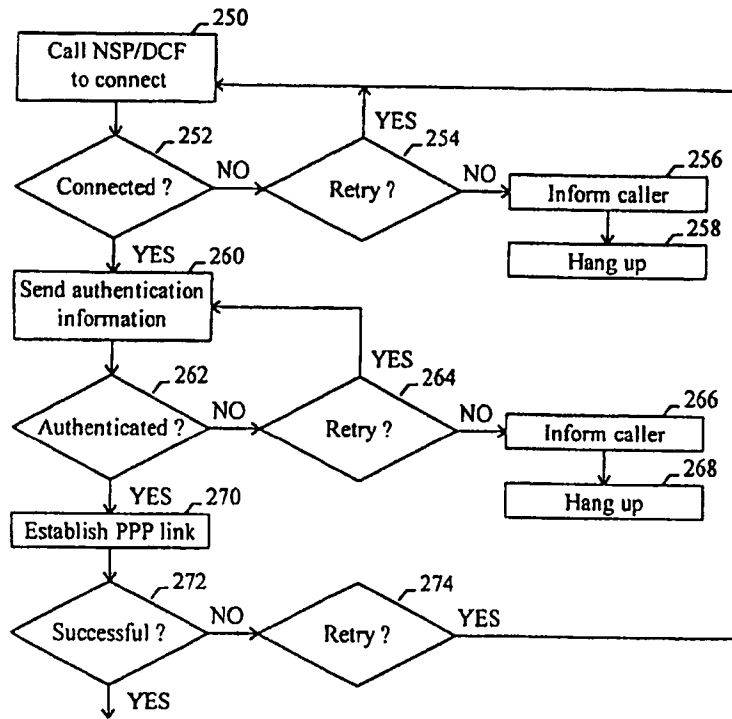 250
Call NSP/DCF
to connect
252
Connected ?
NO
YES
254
Retry ?
NO
256
Inform caller
258
Hang up
YES
260
Send authentication
information
262
Authenticated ?
NO
YES
264
Retry ?
NO
266
Inform caller
268
Hang up
YES
270
Establish PPP link
272
Successful ?
NO
274
Retry ?
YES
YES